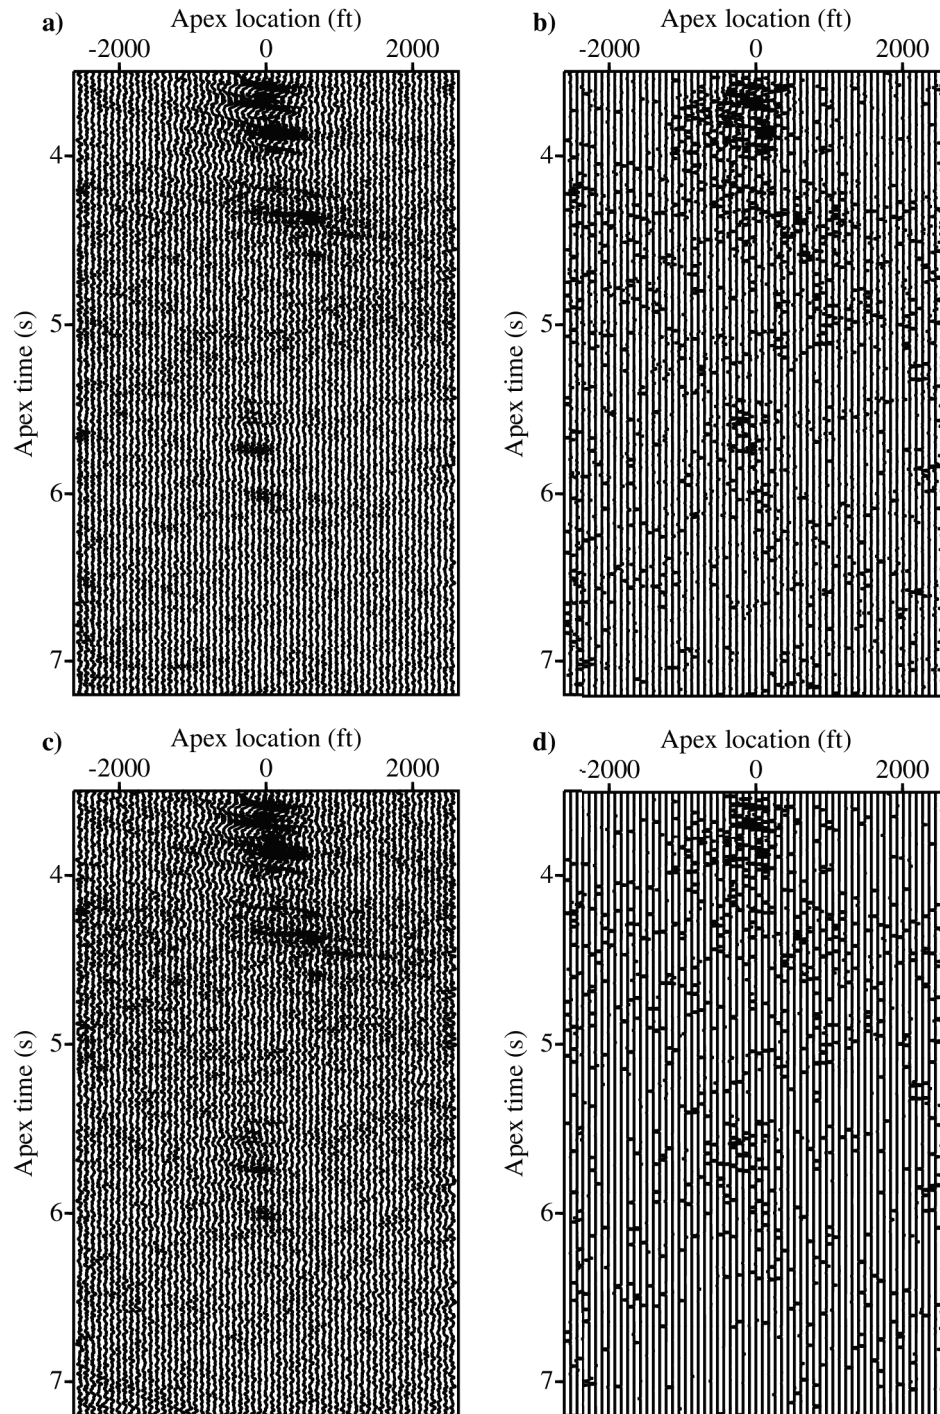 a) Apex location (ft)
-2000 0 2000
Apex time (s)
4
5
6
7
b) Apex location (ft)
-2000 0 2000
Apex time (s)
4
5
6
7
c) Apex location (ft)
-2000 0 2000
Apex time (s)
4
5
6
7
d) Apex location (ft)
-2000 0 2000
Apex time (s)
4
5
6
7